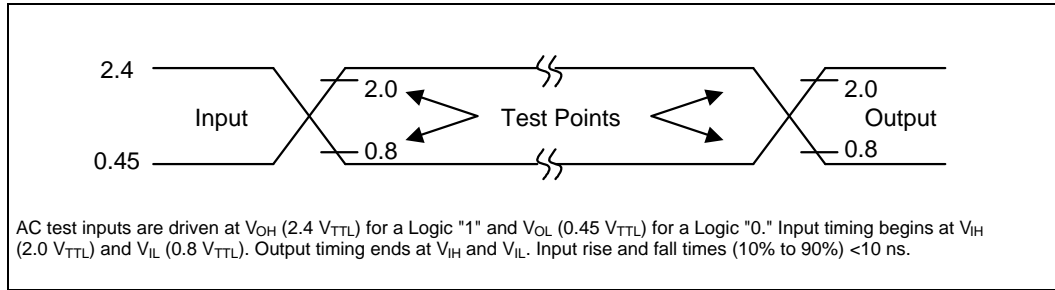 2.4
2.0
2.0
Input
Test Points
Output
0.45
0.8
0.8
AC test inputs are driven at VOH (2.4 VTTL) for a Logic "1" and VOL (0.45 VTTL) for a Logic "0." Input timing begins at VIH
(2.0 VTTL) and VIL (0.8 VTTL). Output timing ends at VIH and VIL. Input rise and fall times (10% to 90%) <10 ns.